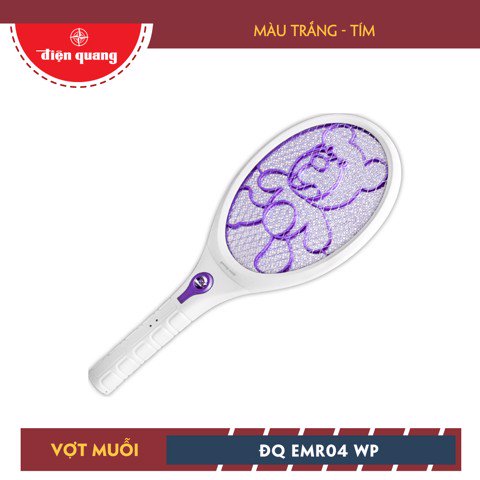 điện quang
MÀU TRẮNG - TÍM
VỢT MUỖI
ĐQ EMR04 WP